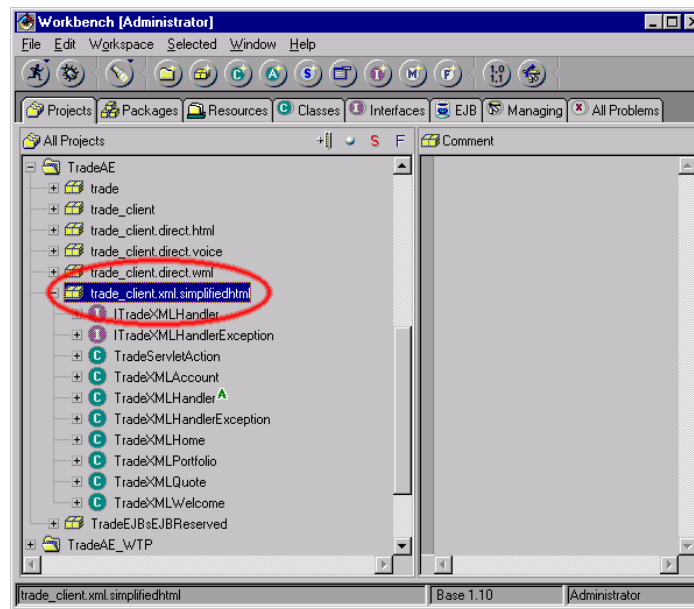 Workbench [Administrator]
File Edit Workspace Selected Window Help
Projects Packages Resources Classes Interfaces EJB Managing All Problems
All Projects S F Comment
TradeAE
trade
trade_client
trade_client.direct.html
trade_client.direct.voice
trade_client.direct.wml
trade_client.xml.simplifiedhtml
ITradeXMLHandler
ITradeXMLHandlerException
TradeServletAction
TradeXMLAccount
TradeXMLHandler A
TradeXMLHandlerException
TradeXMLHome
TradeXMLPortfolio
TradeXMLQuote
TradeXMLWelcome
TradeEJBsEJBReserved
TradeAE_WTP
trade_client.xml.simplifiedhtml Base 1.10 Administrator